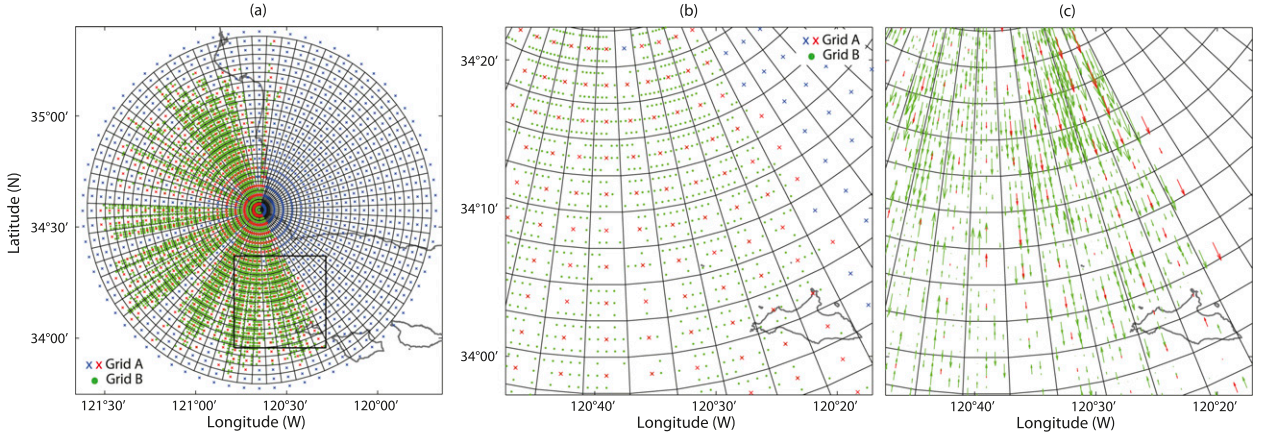 (a)
Latitude (N)
35°00'
34°30'
34°00'
x x Grid A
Grid B
121°30'
121°00'
120°30'
120°00'
Longitude (W)
(b)
x x Grid A
Grid B
34°20'
34°10'
34°00'
120°40'
120°30'
120°20'
Longitude (W)
(c)
120°40'
120°30'
120°20'
Longitude (W)